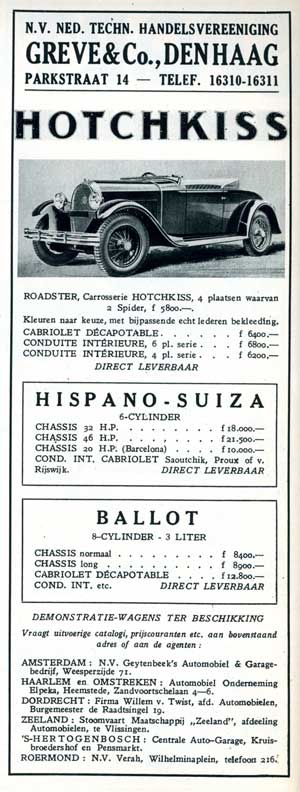 N.V. NED. TECHN. HANDELSVEREENIGING
GREVE & Co., DEN HAAG
PARKSTRAAT 14 — TELEF. 16310-16311
HOTCHKISS
ROADSTER, Carrosserie HOTCHKISS, 4 plaatsen waarvan
2 Spider, f 5800.—.
Kleuren naar keuze, met bijpassende echt lederen bekleeding.
CABRIOLET DÉCAPOTABLE . . . . . . f 6400.—
CONDUITE INTÉRIEURE, 6 pl. serie . . . f 6800.—
CONDUITE INTÉRIEURE, 4 pl. serie . . . f 6200.—
DIRECT LEVERBAAR
HISPANO-SUIZA
6-CYLINDER
CHASSIS 32 H.P. . . . . . . . . . f 18.000.—
CHASSIS 46 H.P. . . . . . . . . . f 21.500.—
CHASSIS 20 H.P. (Barcelona) . . . . . f 10.000.—
COND. INT. CABRIOLET Saoutchik, Proux of v.
Rijswijk. DIRECT LEVERBAAR
BALLOT
8-CYLINDER - 3 LITER
CHASSIS normaal . . . . . . . . . f 8400.—
CHASSIS long . . . . . . . . . . f 8900.—
CABRIOLET DÉCAPOTABLE . . . . f 12.800.—
COND. INT. etc. DIRECT LEVERBAAR
DEMONSTRATIE-WAGENS TER BESCHIKKING
Vraagt uitvoerige catalogi, prijscouranten etc. aan bovenstaand
adres of aan de agenten:
AMSTERDAM: N.V. Geytenbeek's Automobiel & Garage-
bedrijf, Weesperzijde 71.
HAARLEM en OMSTREKEN: Automobiel Onderneming
Elpeka, Heemstede, Zandvoortschelaan 4—6.
DORDRECHT: Firma Willem v. Twist, afd. Automobielen,
Burgemeester de Raadtsingel 19.
ZEELAND: Stoomvaart Maatschappij „Zeeland", afdeeling
Automobielen, te Vlissingen.
'S-HERTOGENBOSCH: Centrale Auto-Garage, Kruis-
broedershof en Pensmarkt.
ROERMOND: N.V. Verah, Wilhelminaplein, telefoon 216.